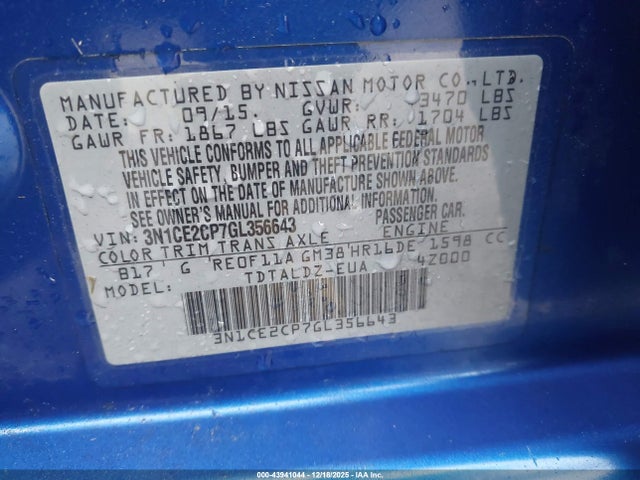 MANUFACTURED BY NISSAN MOTOR CO., LTD.
DATE: 09/15. GVWR: 3470 LBS
GAWR FR: 1867 LBS GAWR RR: 1704 LBS
THIS VEHICLE CONFORMS TO ALL APPLICABLE FEDERAL MOTOR
VEHICLE SAFETY, BUMPER AND THEFT PREVENTION STANDARDS
IN EFFECT ON THE DATE OF MANUFACTURE SHOWN ABOVE.
SEE OWNER'S MANUAL FOR ADDITIONAL INFORMATION
VIN: 3N1CE2CP7GL356643 PASSENGER CAR.
COLOR TRIM TRANS AXLE ENGINE
B17 G RE0F11A GM38 HR16DE 1598 CC
MODEL: TDTALDZ-EUA 4Z000
3N1CE2CP7GL356643
000-43941044 | 12/18/2025 - Copyright © IAA, LLC.